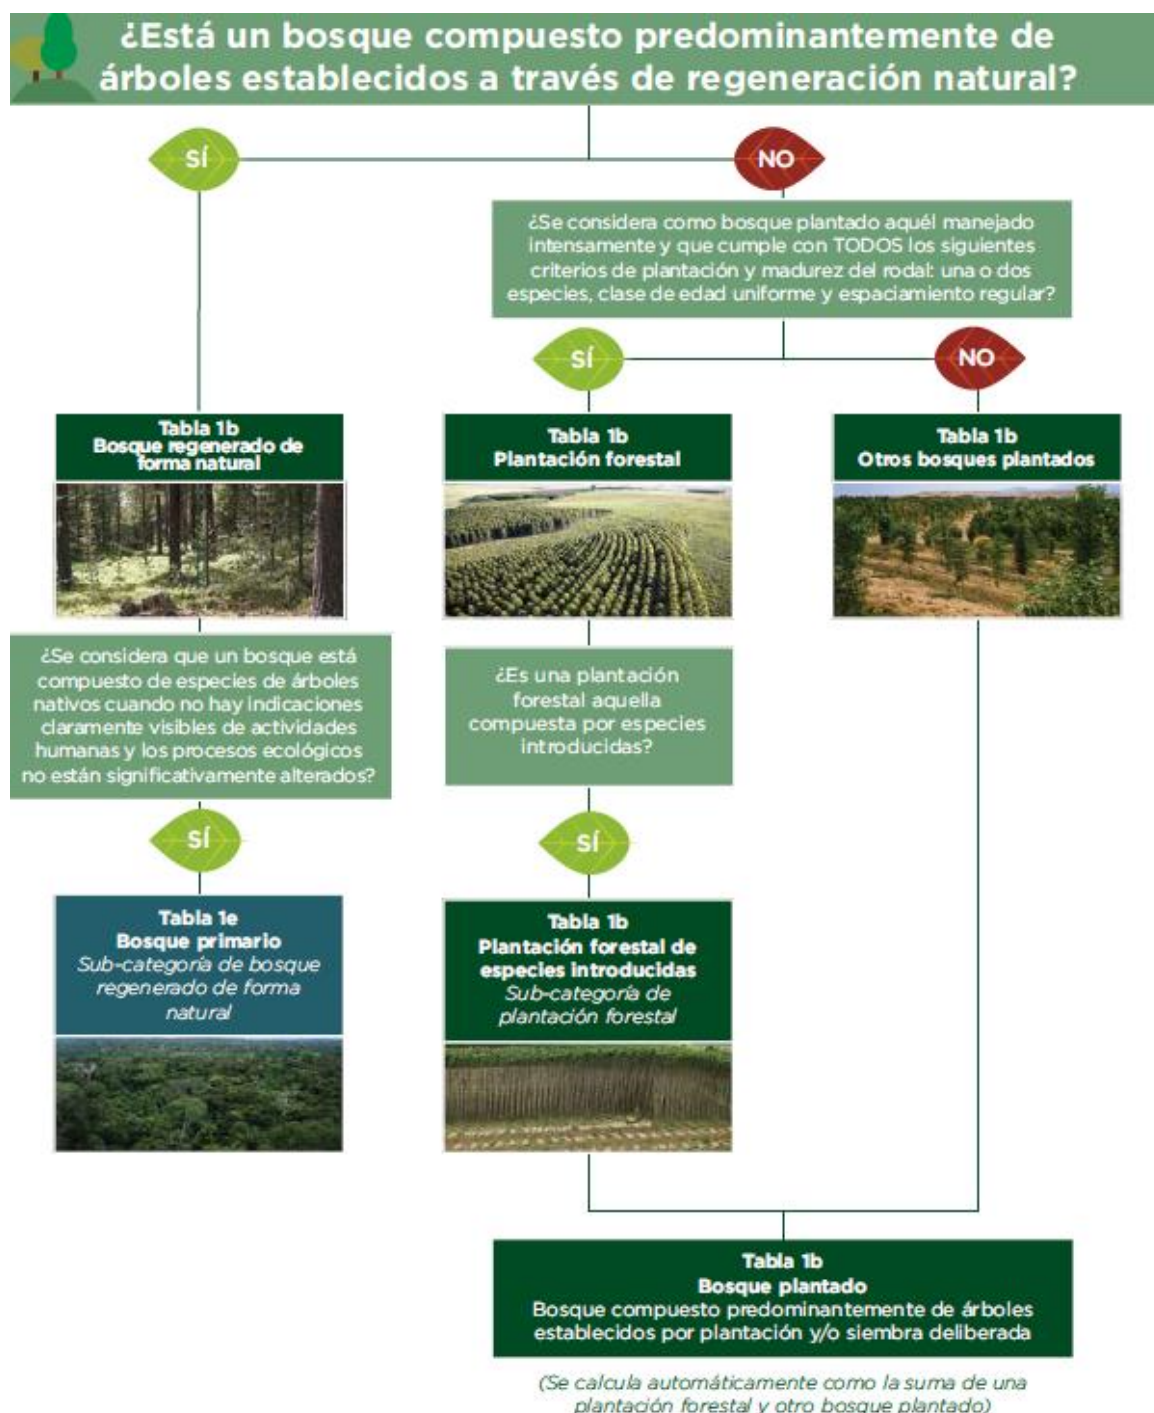 ¿Está un bosque compuesto predominantemente de
árboles establecidos a través de regeneración natural?
SÍ
NO
¿Se considera como bosque plantado aquél manejado
intensamente y que cumple con TODOS los siguientes
criterios de plantación y madurez del rodal: una o dos
especies, clase de edad uniforme y espaciamiento regular?
SÍ
NO
Tabla 1b
Bosque regenerado de
forma natural
Tabla 1b
Plantación forestal
Tabla 1b
Otros bosques plantados
¿Se considera que un bosque está
compuesto de especies de árboles
nativos cuando no hay indicaciones
claramente visibles de actividades
humanas y los procesos ecológicos
no están significativamente alterados?
¿Es una plantación
forestal aquella
compuesta por especies
introducidas?
SÍ
SÍ
Tabla 1e
Bosque primario
Sub-categoría de bosque
regenerado de forma
natural
Tabla 1b
Plantación forestal de
especies introducidas
Sub-categoría de
plantación forestal
Tabla 1b
Bosque plantado
Bosque compuesto predominantemente de árboles
establecidos por plantación y/o siembra deliberada
(Se calcula automáticamente como la suma de una
plantación forestal y otro bosque plantado)